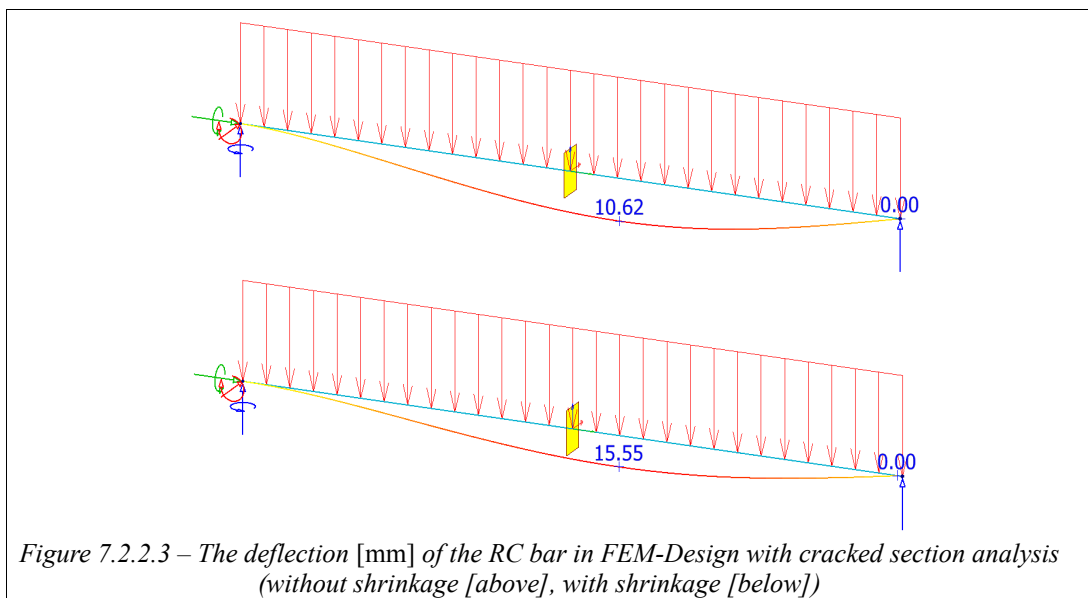 0.00
10.62
0.00
15.55
Figure 7.2.2.3 – The deflection [mm] of the RC bar in FEM-Design with cracked section analysis
(without shrinkage [above], with shrinkage [below])